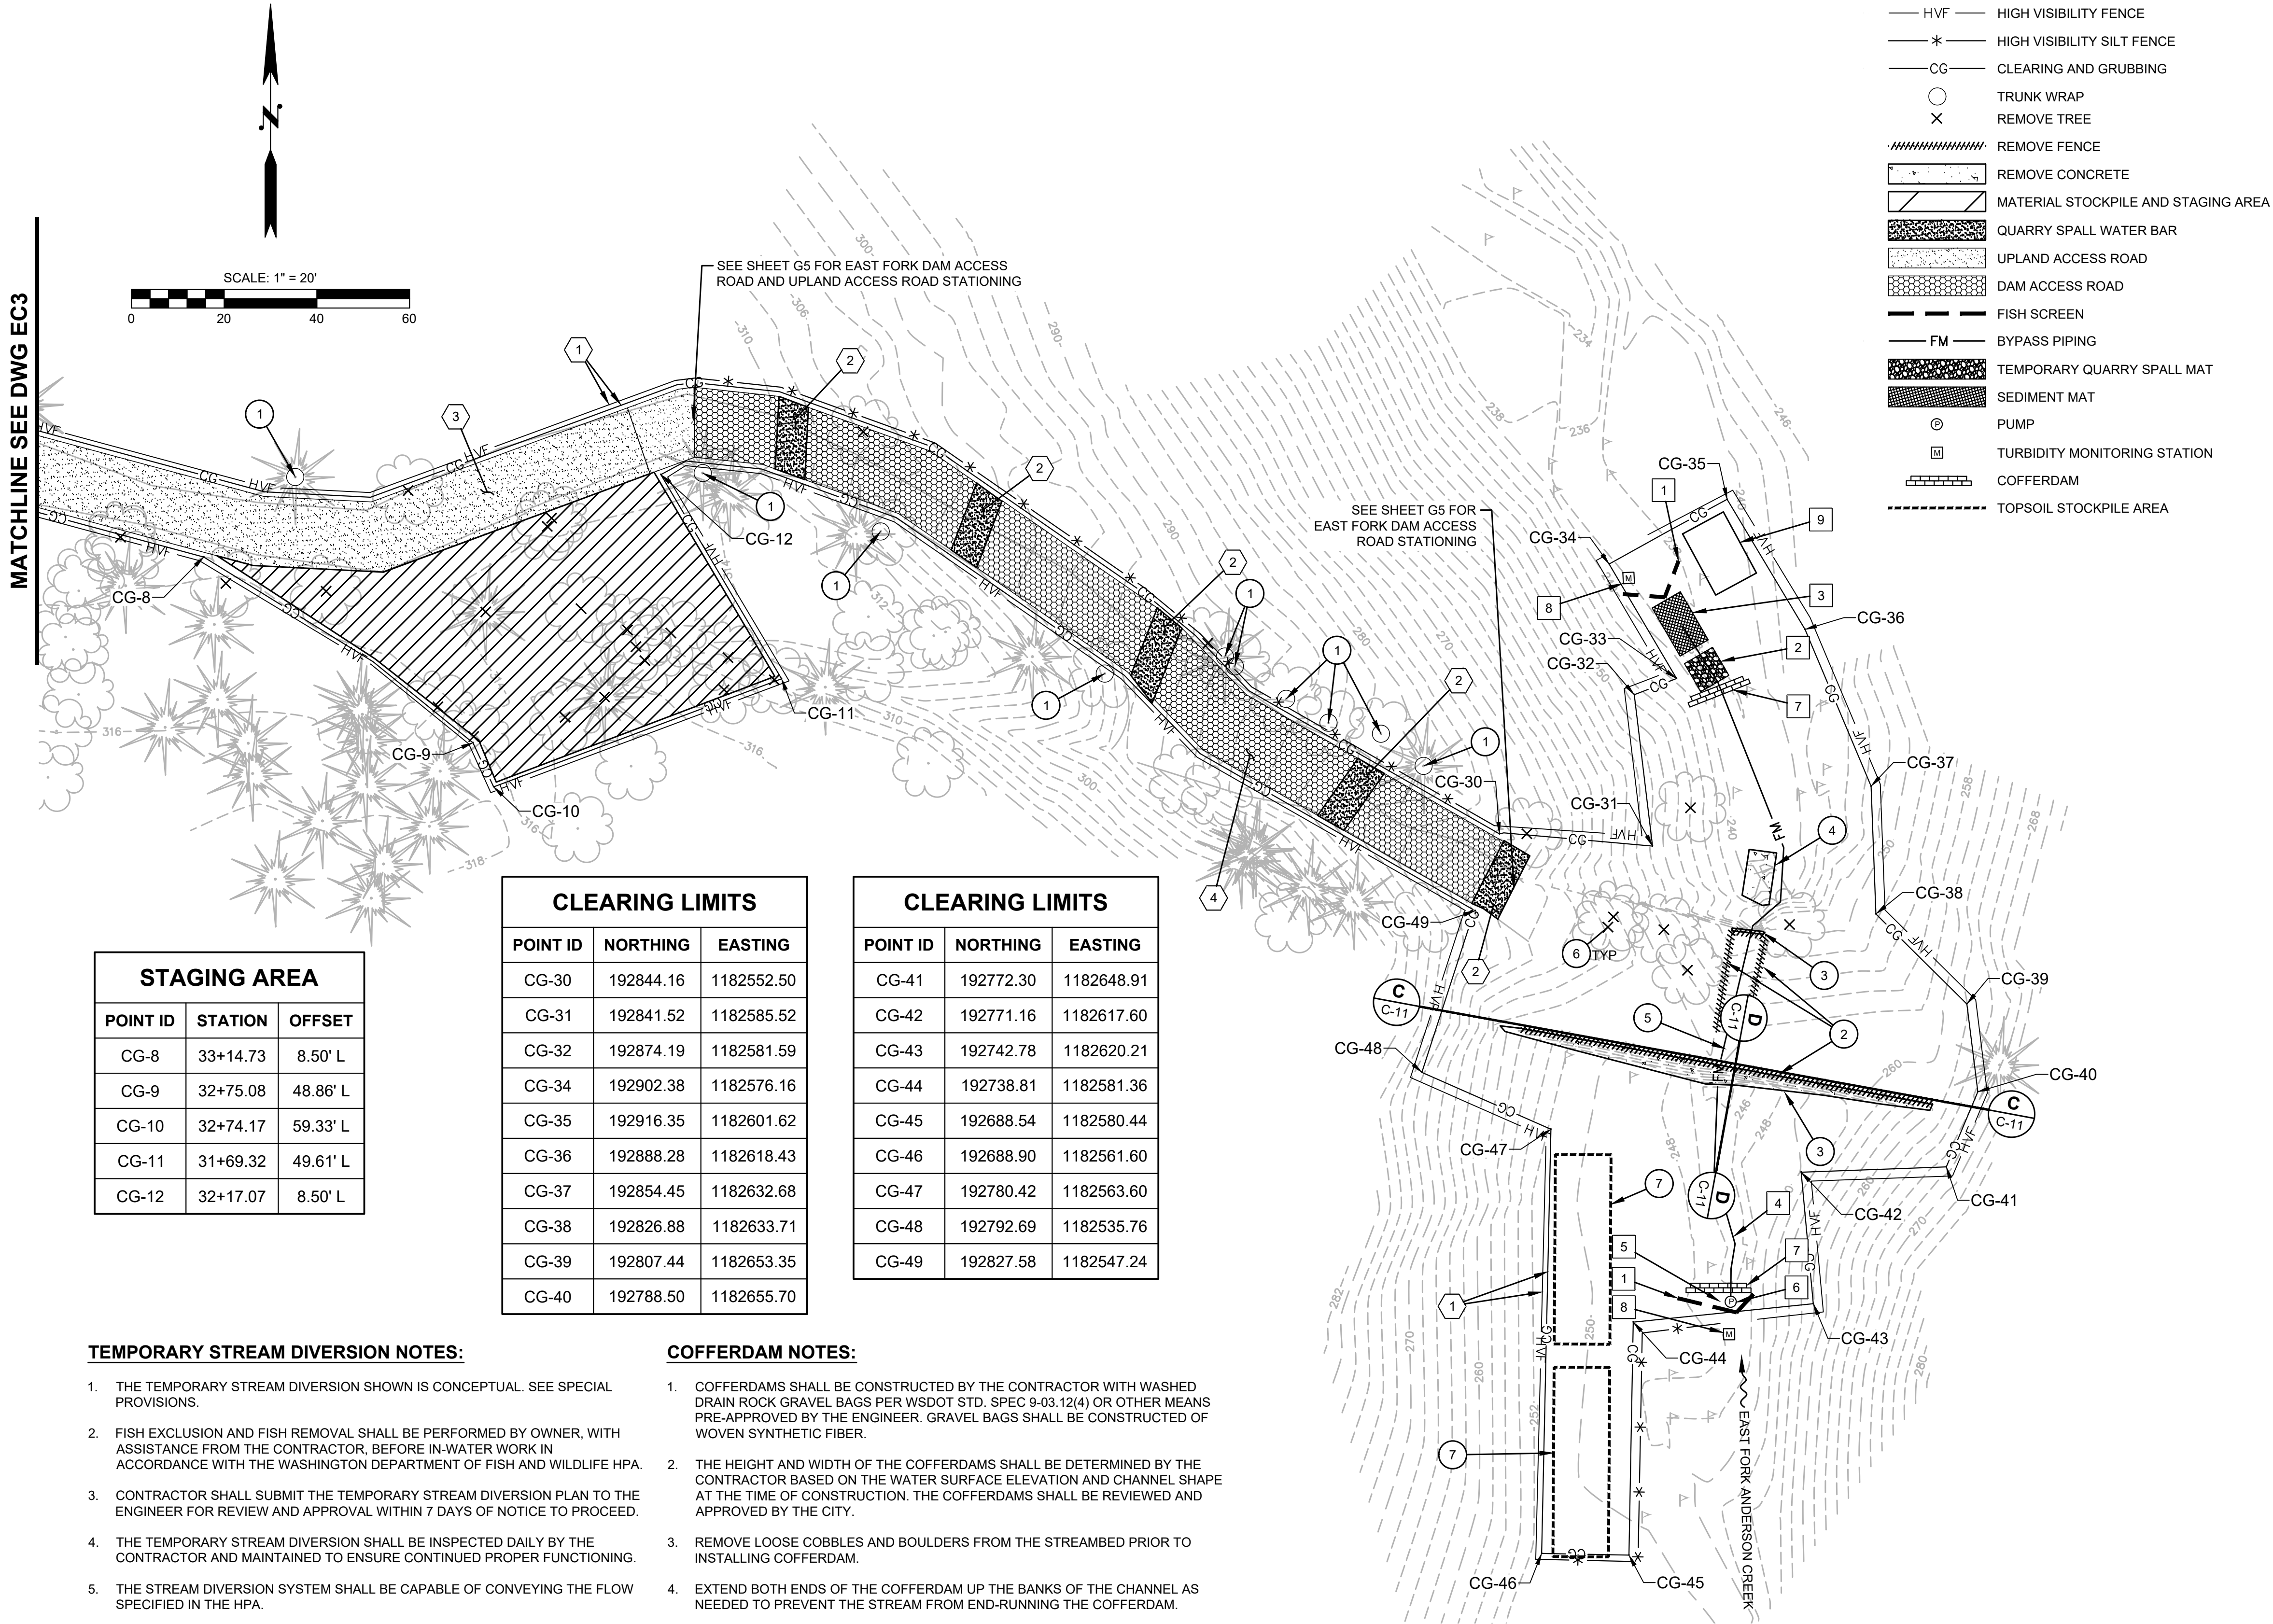 HVF HIGH VISIBILITY FENCE
HIGH VISIBILITY SILT FENCE
CG CLEARING AND GRUBBING
TRUNK WRAP
REMOVE TREE
REMOVE FENCE
REMOVE CONCRETE
MATERIAL STOCKPILE AND STAGING AREA
QUARRY SPALL WATER BAR
UPLAND ACCESS ROAD
DAM ACCESS ROAD
FISH SCREEN
FM BYPASS PIPING
TEMPORARY QUARRY SPALL MAT
SEDIMENT MAT
P PUMP
M TURBIDITY MONITORING STATION
COFFERDAM
TOPSOIL STOCKPILE AREA
N
SCALE: 1" = 20'
0 20 40 60
MATCHLINE SEE DWG EC3
SEE SHEET G5 FOR EAST FORK DAM ACCESS
ROAD AND UPLAND ACCESS ROAD STATIONING
SEE SHEET G5 FOR
EAST FORK DAM ACCESS
ROAD STATIONING
CG-8
CG-9
CG-10
CG-11
CG-12
CG-30
CG-31
CG-32
CG-33
CG-34
CG-35
CG-36
CG-37
CG-38
CG-39
CG-40
CG-41
CG-42
CG-43
CG-44
CG-45
CG-46
CG-47
CG-48
CG-49
6 TYP
C
C-11
C
C-11
D
C-11
D
C-11
FM
EAST FORK ANDERSON CREEK
STAGING AREA
POINT ID STATION OFFSET
CG-8 33+14.73 8.50' L
CG-9 32+75.08 48.86' L
CG-10 32+74.17 59.33' L
CG-11 31+69.32 49.61' L
CG-12 32+17.07 8.50' L
CLEARING LIMITS
POINT ID NORTHING EASTING
CG-30 192844.16 1182552.50
CG-31 192841.52 1182585.52
CG-32 192874.19 1182581.59
CG-34 192902.38 1182576.16
CG-35 192916.35 1182601.62
CG-36 192888.28 1182618.43
CG-37 192854.45 1182632.68
CG-38 192826.88 1182633.71
CG-39 192807.44 1182653.35
CG-40 192788.50 1182655.70
CLEARING LIMITS
POINT ID NORTHING EASTING
CG-41 192772.30 1182648.91
CG-42 192771.16 1182617.60
CG-43 192742.78 1182620.21
CG-44 192738.81 1182581.36
CG-45 192688.54 1182580.44
CG-46 192688.90 1182561.60
CG-47 192780.42 1182563.60
CG-48 192792.69 1182535.76
CG-49 192827.58 1182547.24
TEMPORARY STREAM DIVERSION NOTES:
1. THE TEMPORARY STREAM DIVERSION SHOWN IS CONCEPTUAL. SEE SPECIAL
PROVISIONS.
2. FISH EXCLUSION AND FISH REMOVAL SHALL BE PERFORMED BY OWNER, WITH
ASSISTANCE FROM THE CONTRACTOR, BEFORE IN-WATER WORK IN
ACCORDANCE WITH THE WASHINGTON DEPARTMENT OF FISH AND WILDLIFE HPA.
3. CONTRACTOR SHALL SUBMIT THE TEMPORARY STREAM DIVERSION PLAN TO THE
ENGINEER FOR REVIEW AND APPROVAL WITHIN 7 DAYS OF NOTICE TO PROCEED.
4. THE TEMPORARY STREAM DIVERSION SHALL BE INSPECTED DAILY BY THE
CONTRACTOR AND MAINTAINED TO ENSURE CONTINUED PROPER FUNCTIONING.
5. THE STREAM DIVERSION SYSTEM SHALL BE CAPABLE OF CONVEYING THE FLOW
SPECIFIED IN THE HPA.
COFFERDAM NOTES:
1. COFFERDAMS SHALL BE CONSTRUCTED BY THE CONTRACTOR WITH WASHED
DRAIN ROCK GRAVEL BAGS PER WSDOT STD. SPEC 9-03.12(4) OR OTHER MEANS
PRE-APPROVED BY THE ENGINEER. GRAVEL BAGS SHALL BE CONSTRUCTED OF
WOVEN SYNTHETIC FIBER.
2. THE HEIGHT AND WIDTH OF THE COFFERDAMS SHALL BE DETERMINED BY THE
CONTRACTOR BASED ON THE WATER SURFACE ELEVATION AND CHANNEL SHAPE
AT THE TIME OF CONSTRUCTION. THE COFFERDAMS SHALL BE REVIEWED AND
APPROVED BY THE CITY.
3. REMOVE LOOSE COBBLES AND BOULDERS FROM THE STREAMBED PRIOR TO
INSTALLING COFFERDAM.
4. EXTEND BOTH ENDS OF THE COFFERDAM UP THE BANKS OF THE CHANNEL AS
NEEDED TO PREVENT THE STREAM FROM END-RUNNING THE COFFERDAM.